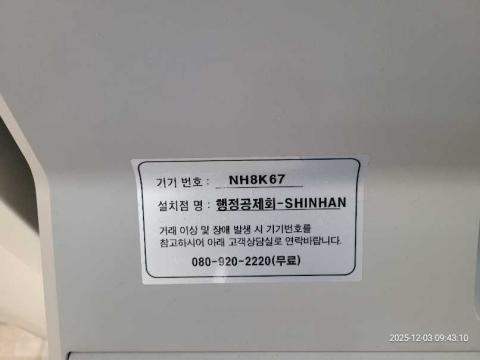 기기 번호 : NH8K67
설치점 명 : 행정공제회-SHINHAN
거래 이상 및 장애 발생 시 기기번호를
참고하시어 아래 고객상담실로 연락바랍니다.
080-920-2220(무료)
2025-12-03 09:43:10